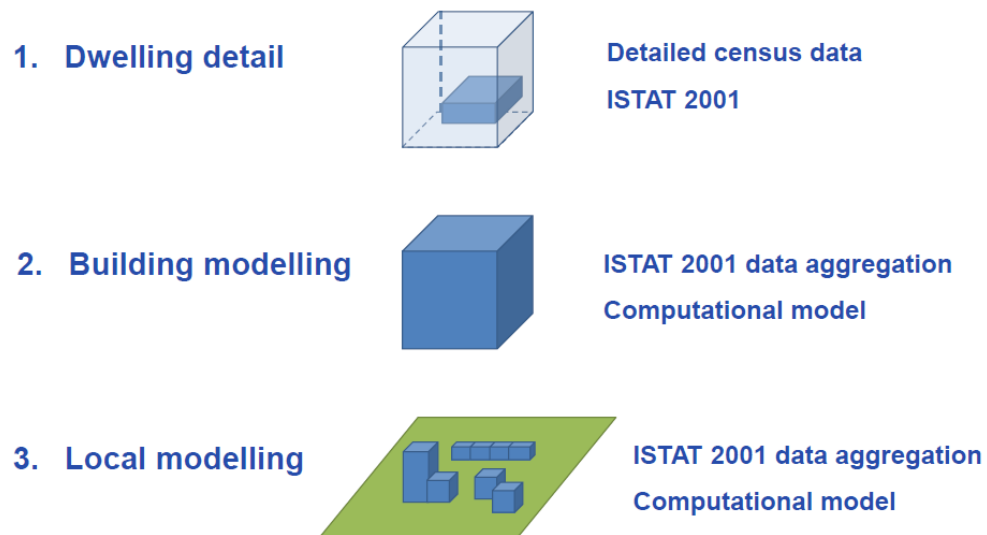 1. Dwelling detail
Detailed census data
ISTAT 2001
2. Building modelling
ISTAT 2001 data aggregation
Computational model
3. Local modelling
ISTAT 2001 data aggregation
Computational model